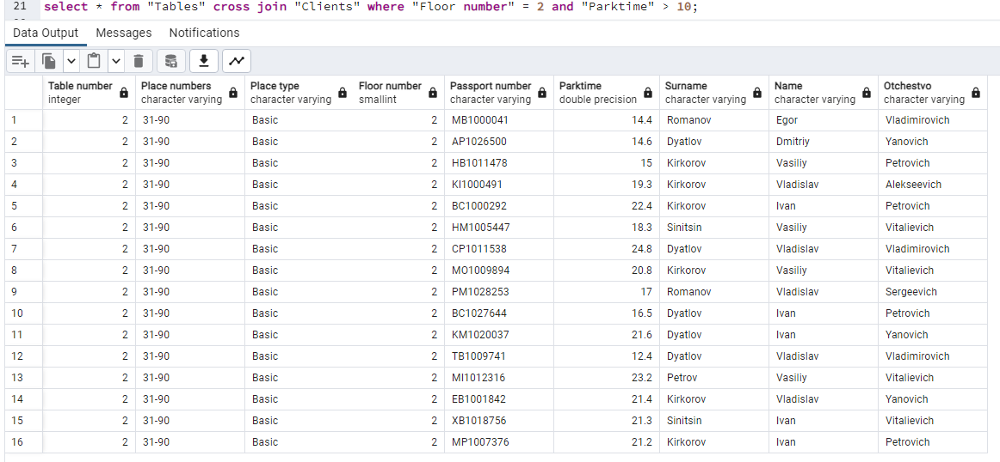 21 select * from "Tables" cross join "Clients" where "Floor number" = 2 and "Parktime" > 10;
Data Output Messages Notifications
Table number Place numbers Place type Floor number Passport number Parktime Surname Name Otchestvo
integer character varying character varying smallint character varying double precision character varying character varying character varying
1 2 31-90 Basic 2 MB1000041 14.4 Romanov Egor Vladimirovich
2 2 31-90 Basic 2 AP1026500 14.6 Dyatlov Dmitriy Yanovich
3 2 31-90 Basic 2 HB1011478 15 Kirkorov Vasiliy Petrovich
4 2 31-90 Basic 2 KI1000491 19.3 Kirkorov Vladislav Alekseevich
5 2 31-90 Basic 2 BC1000292 22.4 Kirkorov Ivan Petrovich
6 2 31-90 Basic 2 HM1005447 18.3 Sinitsin Vasiliy Vitalievich
7 2 31-90 Basic 2 CP1011538 24.8 Dyatlov Vladislav Vladimirovich
8 2 31-90 Basic 2 MO1009894 20.8 Kirkorov Vasiliy Vitalievich
9 2 31-90 Basic 2 PM1028253 17 Romanov Vladislav Sergeevich
10 2 31-90 Basic 2 BC1027644 16.5 Dyatlov Ivan Petrovich
11 2 31-90 Basic 2 KM1020037 21.6 Dyatlov Ivan Yanovich
12 2 31-90 Basic 2 TB1009741 12.4 Dyatlov Vladislav Vladimirovich
13 2 31-90 Basic 2 MI1012316 23.2 Petrov Vasiliy Vitalievich
14 2 31-90 Basic 2 EB1001842 21.4 Kirkorov Vladislav Yanovich
15 2 31-90 Basic 2 XB1018756 21.3 Sinitsin Ivan Vitalievich
16 2 31-90 Basic 2 MP1007376 21.2 Kirkorov Ivan Petrovich